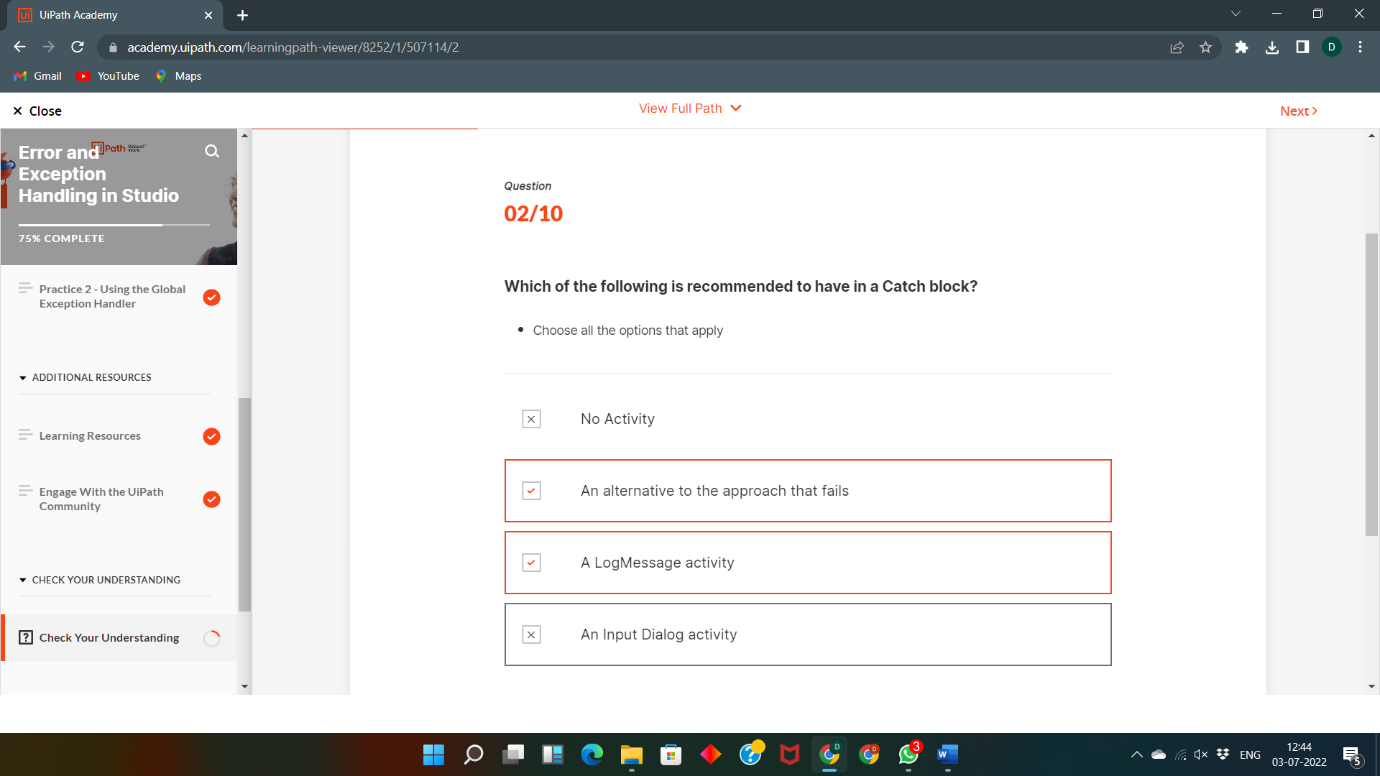 UiPath Academy
academy.uipath.com/learningpath-viewer/8252/1/507114/2
D
Gmail YouTube Maps
Close
View Full Path
Next
Error and
Exception
Handling in Studio
Ui Path
75% COMPLETE
Practice 2 - Using the Global
Exception Handler
ADDITIONAL RESOURCES
Learning Resources
Engage With the UiPath
Community
CHECK YOUR UNDERSTANDING
Check Your Understanding
Question
02/10
Which of the following is recommended to have in a Catch block?
• Choose all the options that apply
No Activity
An alternative to the approach that fails
A LogMessage activity
An Input Dialog activity
3
ENG
12:44
03-07-2022
5